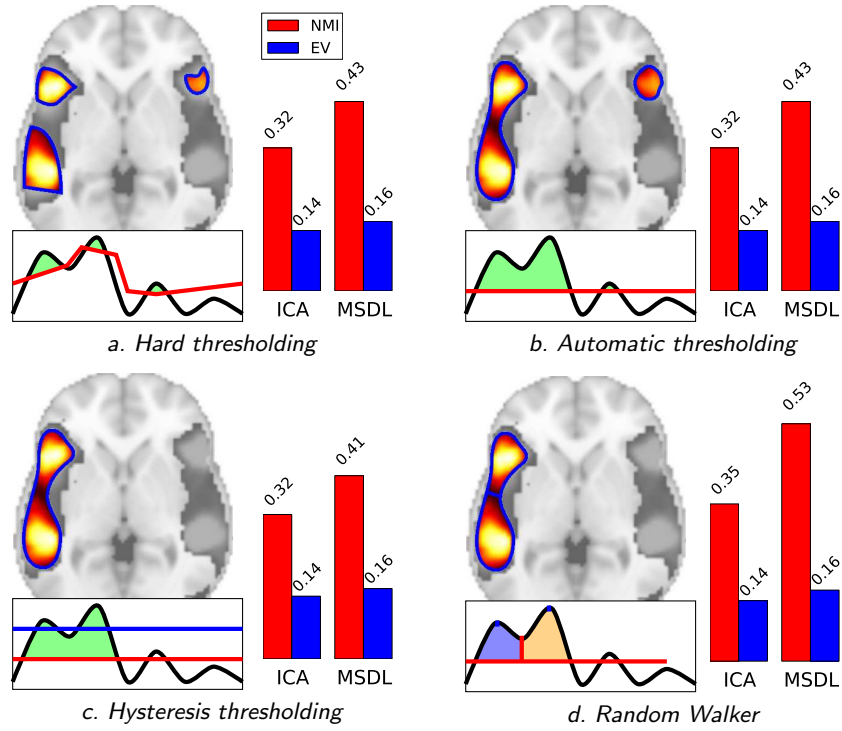 NMI
EV
0.32
0.14
0.43
0.16
ICA
MSDL
a. Hard thresholding
0.32
0.14
0.43
0.16
ICA
MSDL
b. Automatic thresholding
0.32
0.14
0.41
0.16
ICA
MSDL
c. Hysteresis thresholding
0.35
0.14
0.53
0.16
ICA
MSDL
d. Random Walker